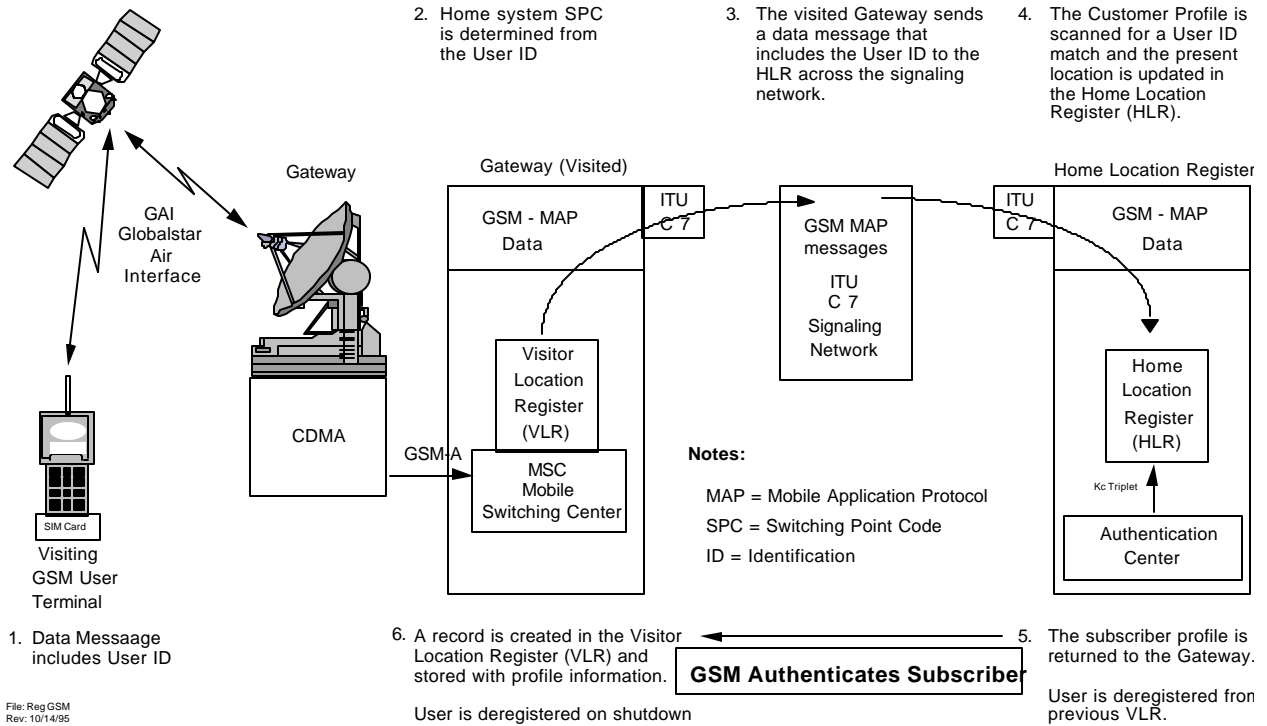 2. Home system SPC
is determined from
the User ID
3. The visited Gateway sends
a data message that
includes the User ID to the
HLR across the signaling
network.
4. The Customer Profile is
scanned for a User ID
match and the present
location is updated in
the Home Location
Register (HLR).
Gateway
Gateway (Visited)
Home Location Register
GAI
Globalstar
Air
Interface
GSM - MAP
Data
ITU
C 7
GSM MAP
messages
ITU
C 7
Signaling
Network
ITU
C 7
GSM - MAP
Data
Visitor
Location
Register
(VLR)
Home
Location
Register
(HLR)
CDMA
GSM-A
MSC
Mobile
Switching Center
Notes:
MAP = Mobile Application Protocol
SPC = Switching Point Code
ID = Identification
Kc Triplet
Authentication
Center
SIM Card
Visiting
GSM User
Terminal
1. Data Messaage
includes User ID
6. A record is created in the Visitor
Location Register (VLR) and
stored with profile information.
User is deregistered on shutdown
GSM Authenticates Subscriber
5. The subscriber profile is
returned to the Gateway.
User is deregistered from
previous VLR.
File: Reg GSM
Rev: 10/14/95